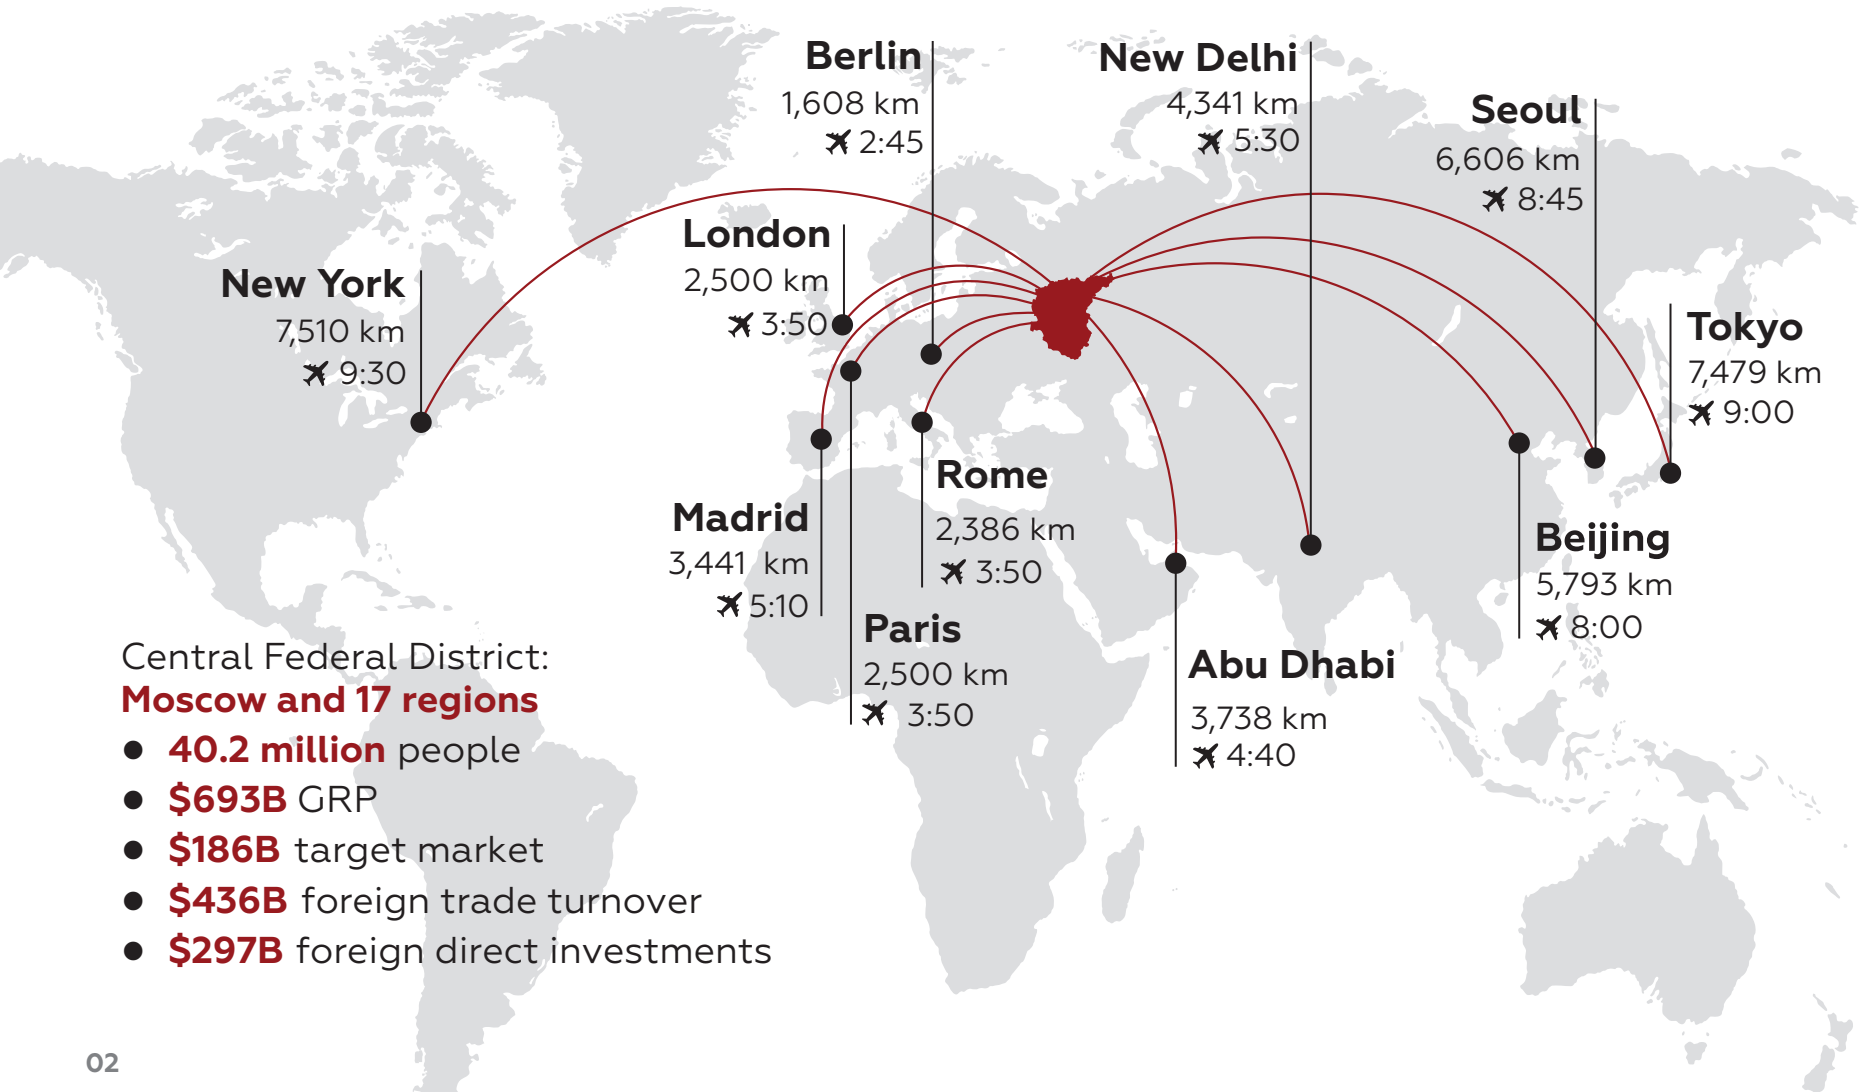 Berlin
1,608 km
2:45
New Delhi
4,341 km
5:30
Seoul
6,606 km
8:45
London
2,500 km
3:50
New York
7,510 km
9:30
Tokyo
7,479 km
9:00
Rome
2,386 km
3:50
Madrid
3,441 km
5:10
Beijing
5,793 km
8:00
Paris
2,500 km
3:50
Abu Dhabi
3,738 km
4:40
Central Federal District:
Moscow and 17 regions
● 40.2 million people
● $693B GRP
● $186B target market
● $436B foreign trade turnover
● $297B foreign direct investments
02